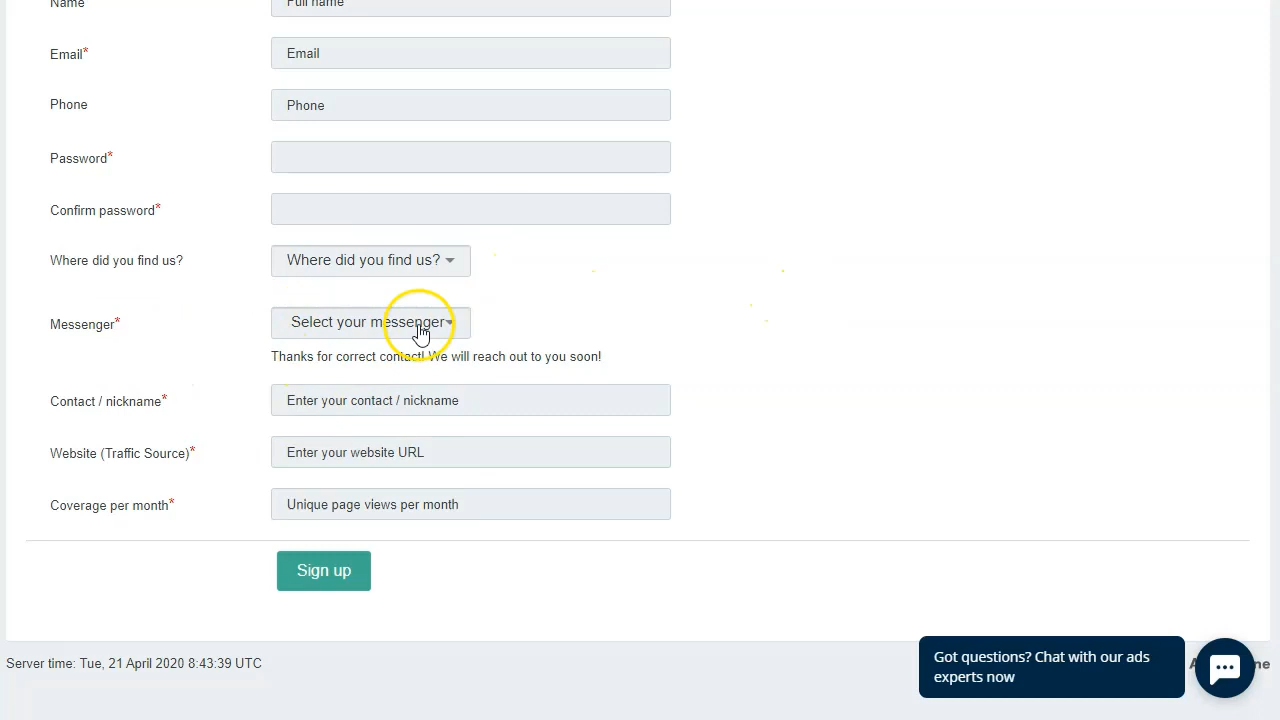 Name
Full name
Email*
Email
Phone
Phone
Password*
Confirm password*
Where did you find us?
Where did you find us?
Messenger*
Select your messenger
Thanks for correct contact! We will reach out to you soon!
Contact / nickname*
Enter your contact / nickname
Website (Traffic Source)*
Enter your website URL
Coverage per month*
Unique page views per month
Sign up
Server time: Tue, 21 April 2020 8:43:39 UTC
Got questions? Chat with our ads
experts now